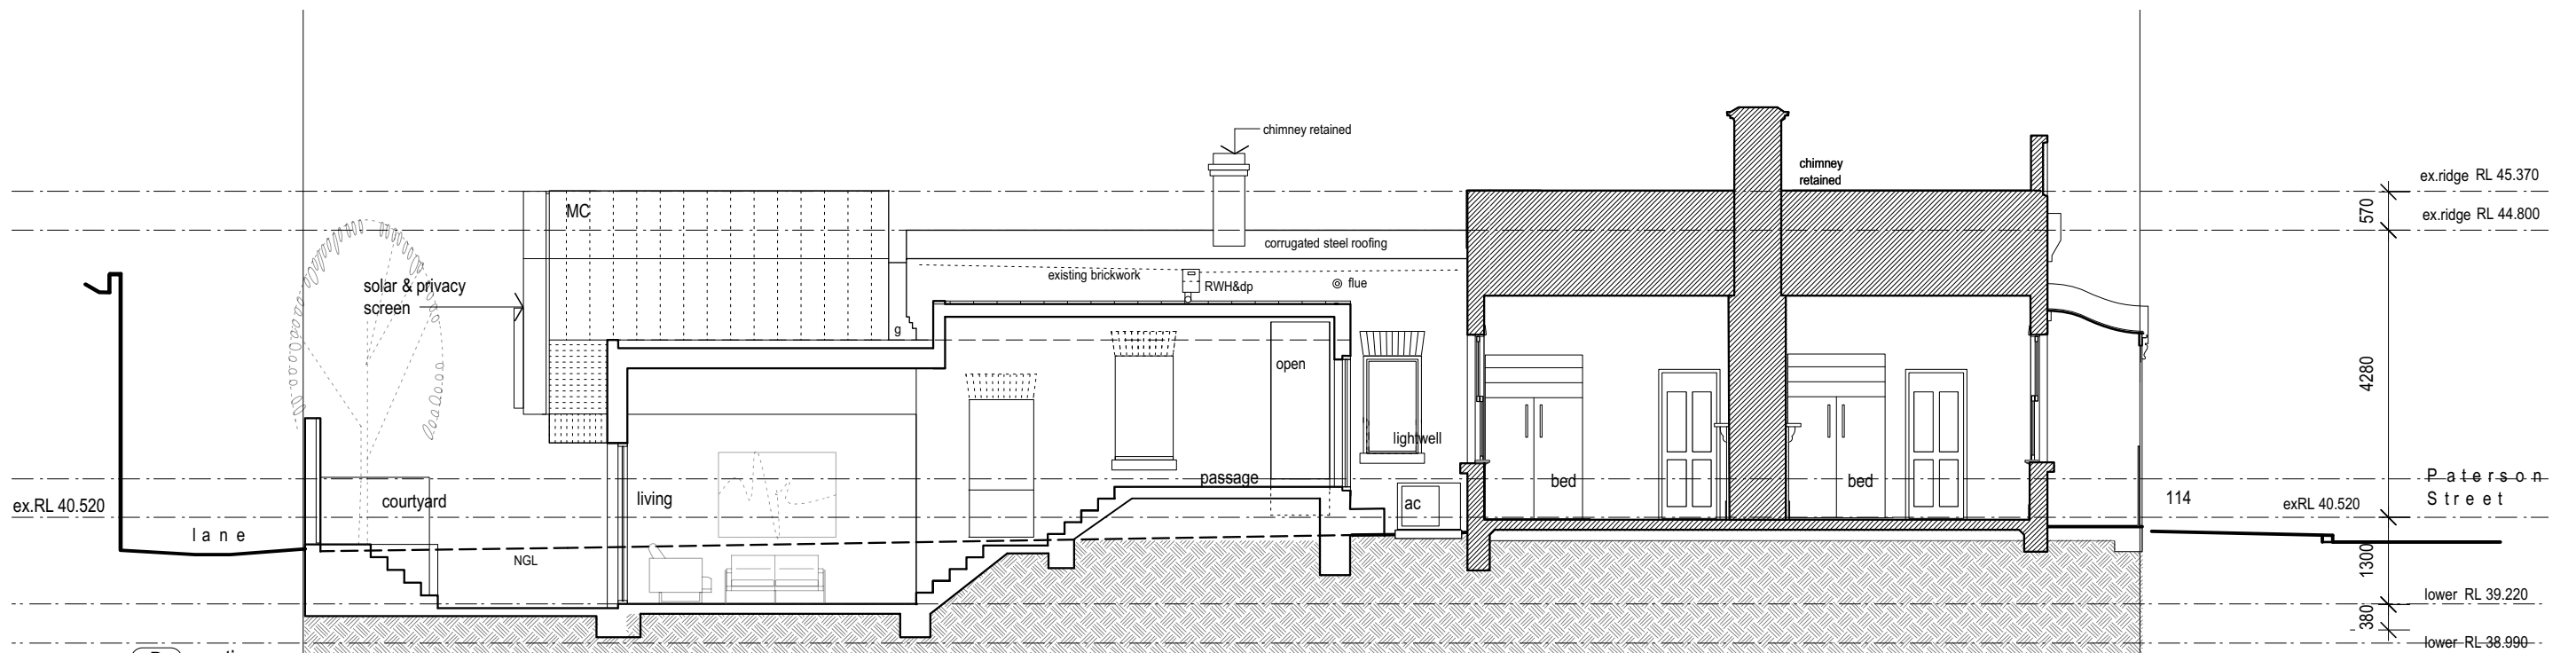 chimney retained
chimney
retained
ex.ridge RL 45.370
MC
570
ex.ridge RL 44.800
corrugated steel roofing
existing brickwork
RWH&dp
flue
solar & privacy
screen
g
open
4280
lightwell
passage
bed
bed
Paterson
Street
courtyard
living
ac
114
ex.RL 40.520
exRL 40.520
lane
NGL
1300
lower RL 39.220
380
lower RL 38.990